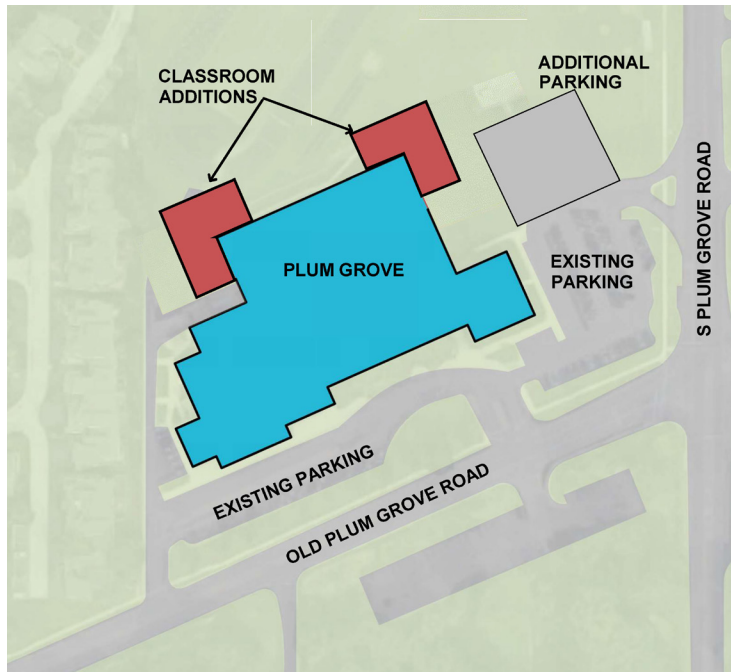 CLASSROOM
ADDITIONS
ADDITIONAL
PARKING
PLUM GROVE
EXISTING
PARKING
S PLUM GROVE ROAD
EXISTING PARKING
OLD PLUM GROVE ROAD